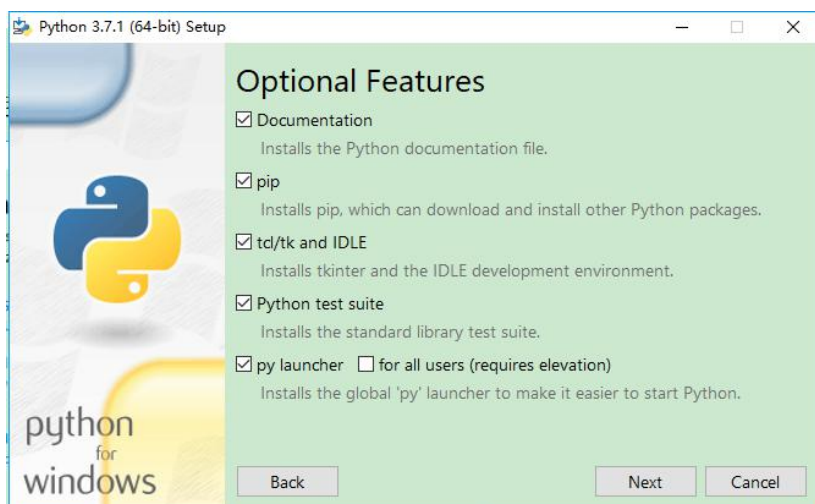 Python 3.7.1 (64-bit) Setup
Optional Features
Documentation
Installs the Python documentation file.
pip
Installs pip, which can download and install other Python packages.
tcl/tk and IDLE
Installs tkinter and the IDLE development environment.
Python test suite
Installs the standard library test suite.
py launcher for all users (requires elevation)
Installs the global 'py' launcher to make it easier to start Python.
python
for
windows
Back Next Cancel